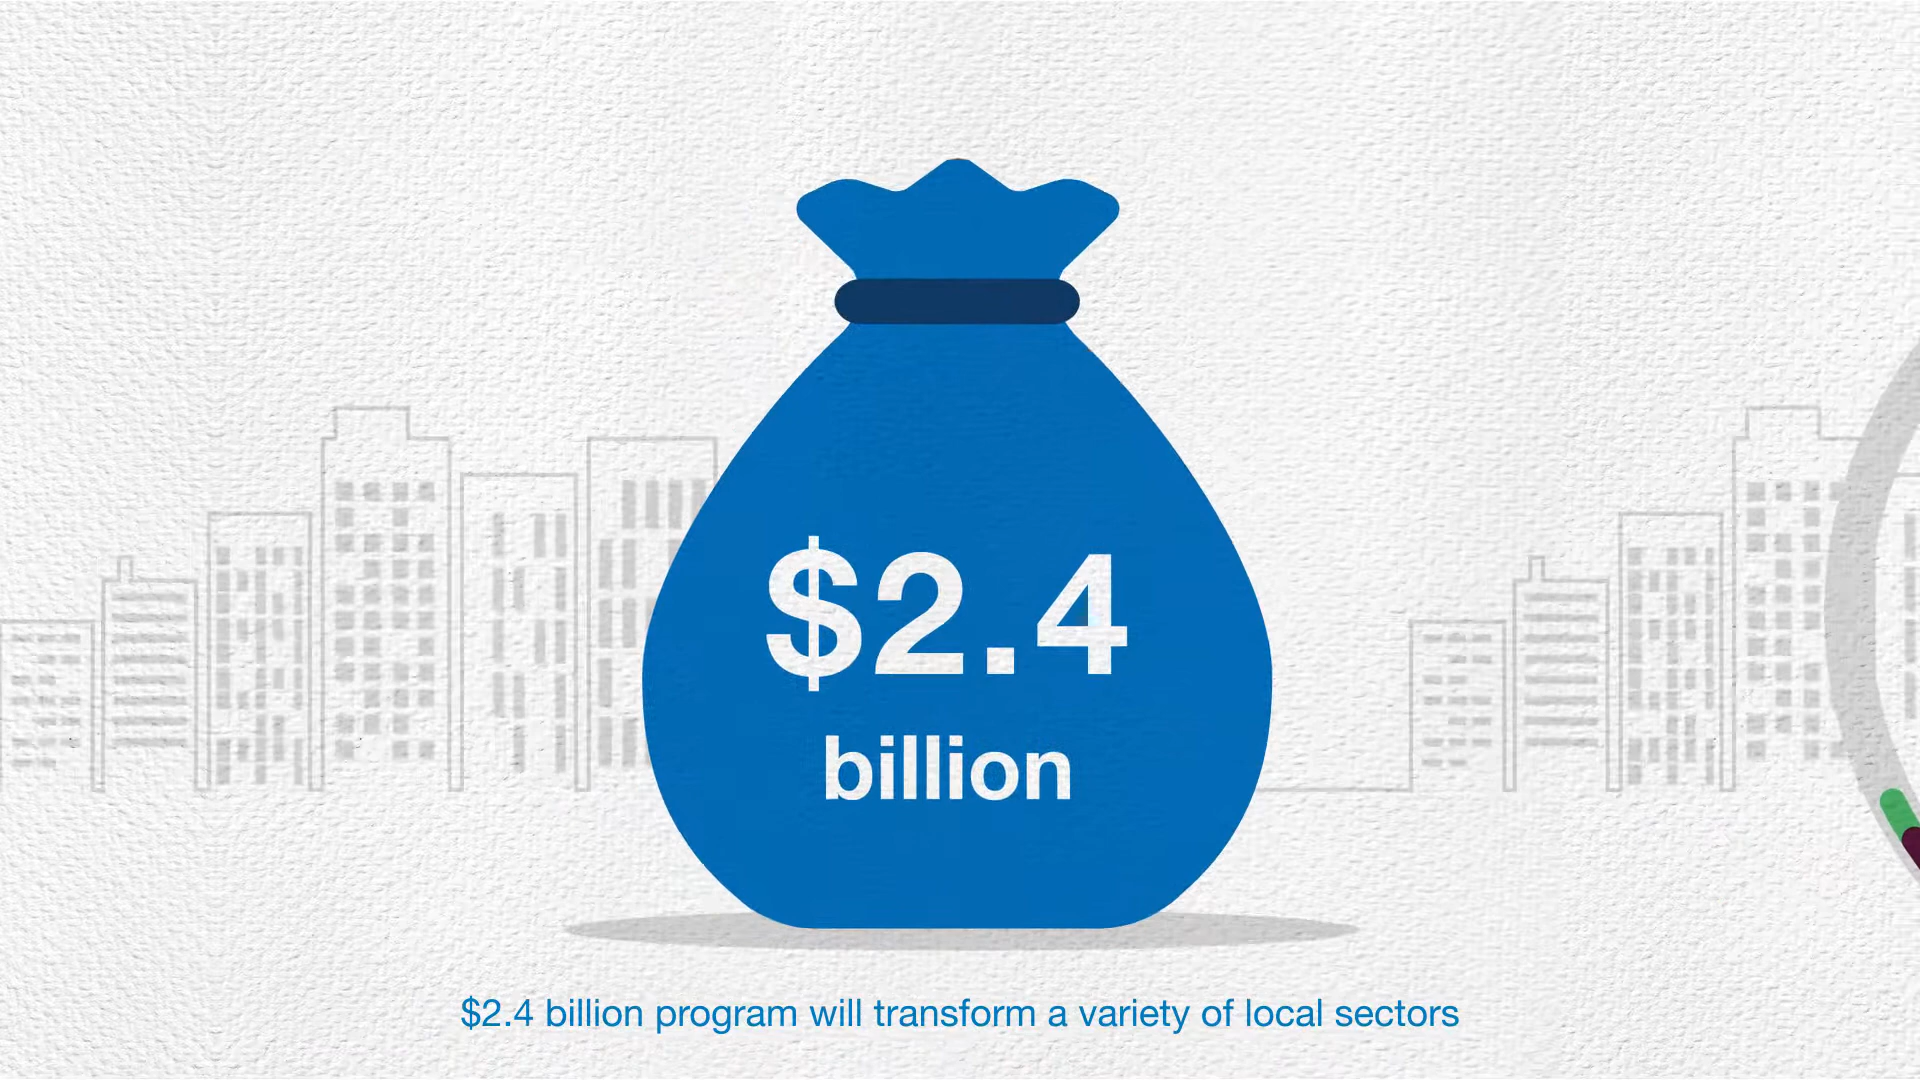 $2.4
billion
$2.4 billion program will transform a variety of local sectors